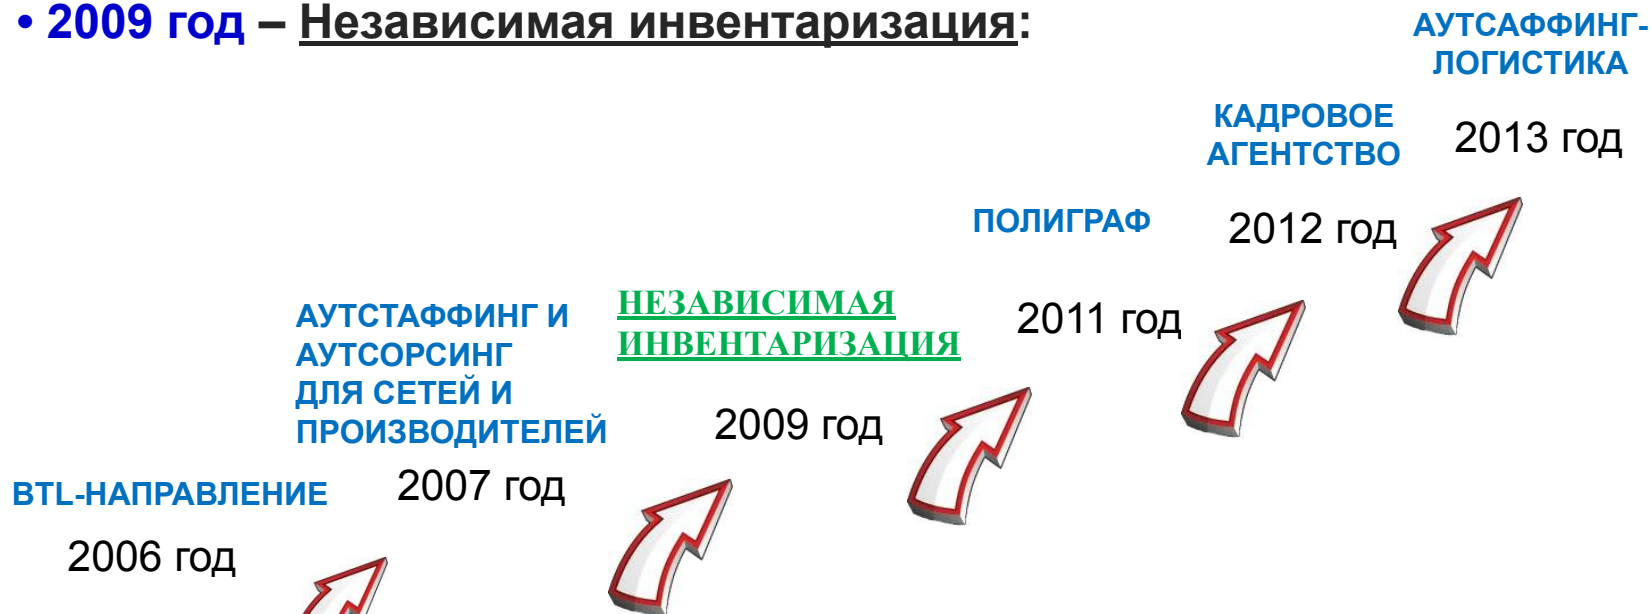 • 2009 год – Независимая инвентаризация:
АУТСАФФИНГ-
ЛОГИСТИКА
2013 год
КАДРОВОЕ
АГЕНТСТВО
2012 год
ПОЛИГРАФ
2011 год
НЕЗАВИСИМАЯ
ИНВЕНТАРИЗАЦИЯ
2009 год
АУТСТАФФИНГ И
АУТСОРСИНГ
ДЛЯ СЕТЕЙ И
ПРОИЗВОДИТЕЛЕЙ
2007 год
BTL-НАПРАВЛЕНИЕ
2006 год